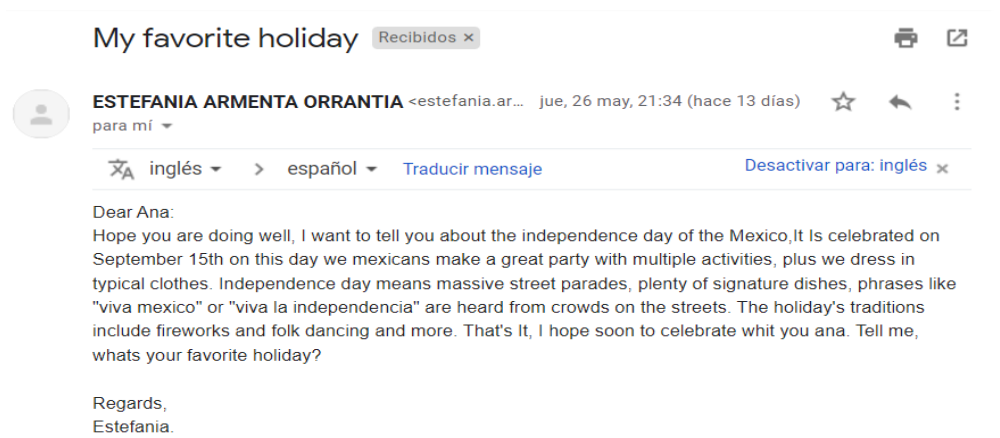 My favorite holiday Recibidos ×
ESTEFANIA ARMENTA ORRANTIA <estefania.ar... jue, 26 may, 21:34 (hace 13 días)
para mí
inglés > español Traducir mensaje Desactivar para: inglés ×
Dear Ana:
Hope you are doing well, I want to tell you about the independence day of the Mexico,It Is celebrated on
September 15th on this day we mexicans make a great party with multiple activities, plus we dress in
typical clothes. Independence day means massive street parades, plenty of signature dishes, phrases like
"viva mexico" or "viva la independencia" are heard from crowds on the streets. The holiday's traditions
include fireworks and folk dancing and more. That's It, I hope soon to celebrate whit you ana. Tell me,
whats your favorite holiday?
Regards,
Estefania.